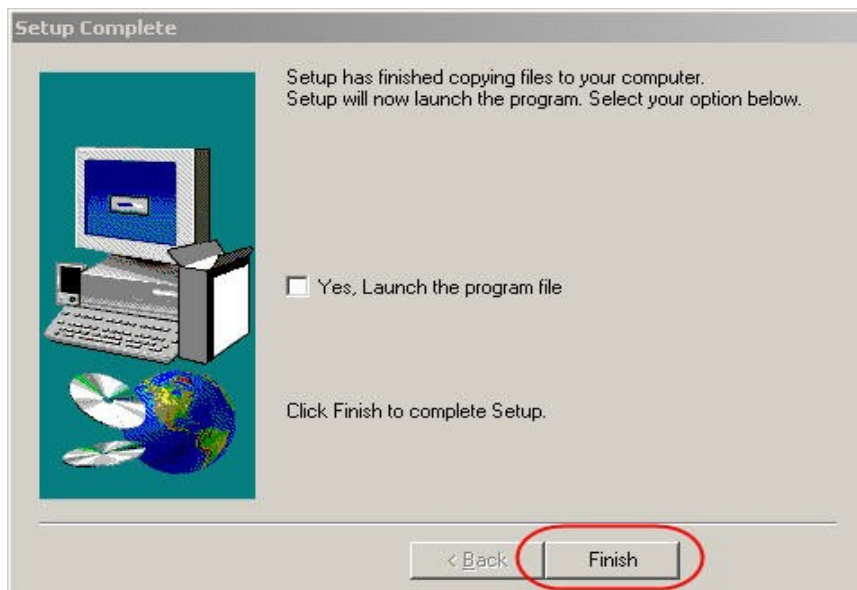 Setup Complete
Setup has finished copying files to your computer.
Setup will now launch the program. Select your option below.
Yes, Launch the program file
Click Finish to complete Setup.
< Back
Finish